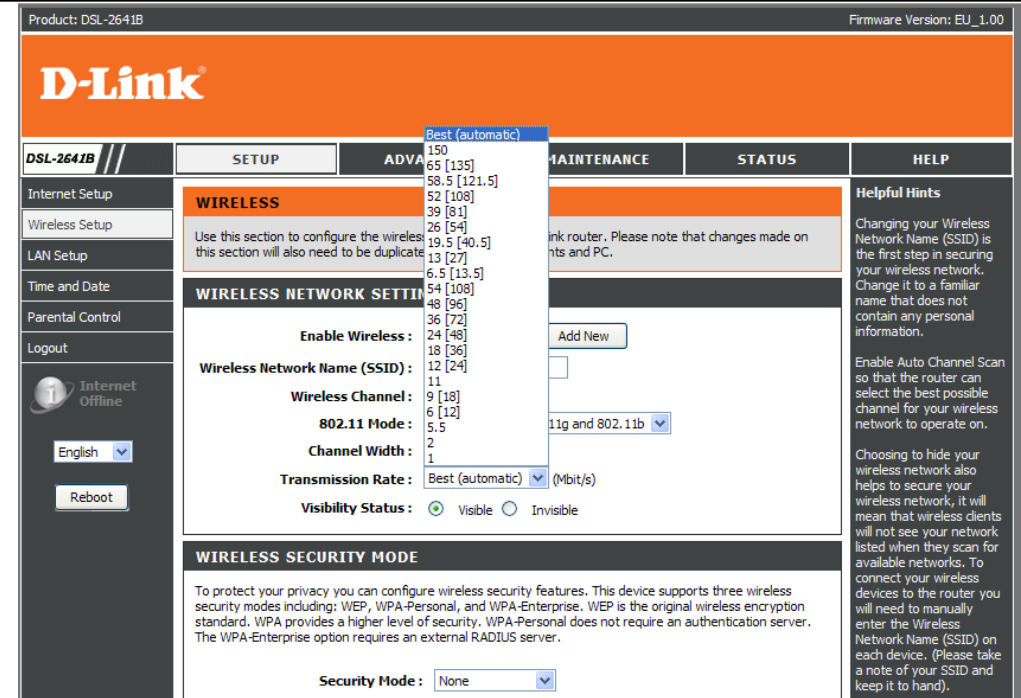 Product: DSL-2641B
Firmware Version: EU_1.00
D-Link®
DSL-2641B
SETUP
ADVA
MAINTENANCE
STATUS
HELP
Internet Setup
Wireless Setup
LAN Setup
Time and Date
Parental Control
Logout
Internet
Offline
English
Reboot
WIRELESS
Use this section to configure the wireles ink router. Please note that changes made on
this section will also need to be duplicate nts and PC.
WIRELESS NETWORK SETTIN
Enable Wireless :
Add New
Wireless Network Name (SSID) :
Wireless Channel :
802.11 Mode :
11g and 802.11b
Channel Width :
Transmission Rate :
Best (automatic)
(Mbit/s)
Visibility Status :
Visible
Invisible
Best (automatic)
150
65 [135]
58.5 [121.5]
52 [108]
39 [81]
26 [54]
19.5 [40.5]
13 [27]
6.5 [13.5]
54 [108]
48 [96]
36 [72]
24 [48]
18 [36]
12 [24]
11
9 [18]
6 [12]
5.5
2
1
WIRELESS SECURITY MODE
To protect your privacy you can configure wireless security features. This device supports three wireless
security modes including: WEP, WPA-Personal, and WPA-Enterprise. WEP is the original wireless encryption
standard. WPA provides a higher level of security. WPA-Personal does not require an authentication server.
The WPA-Enterprise option requires an external RADIUS server.
Security Mode :
None
Helpful Hints
Changing your Wireless
Network Name (SSID) is
the first step in securing
your wireless network.
Change it to a familiar
name that does not
contain any personal
information.
Enable Auto Channel Scan
so that the router can
select the best possible
channel for your wireless
network to operate on.
Choosing to hide your
wireless network also
helps to secure your
wireless network, it will
mean that wireless clients
will not see your network
listed when they scan for
available networks. To
connect your wireless
devices to the router you
will need to manually
enter the Wireless
Network Name (SSID) on
each device. (Please take
a note of your SSID and
keep it to hand).